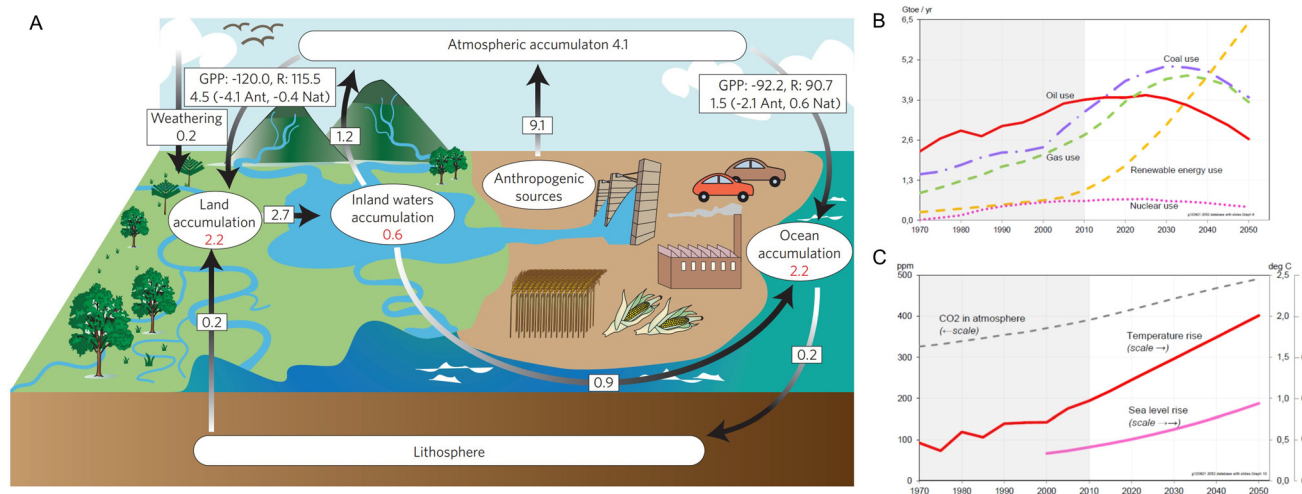 A
Atmospheric accumulaton 4.1
GPP: -120.0, R: 115.5
4.5 (-4.1 Ant, -0.4 Nat)
GPP: -92.2, R: 90.7
1.5 (-2.1 Ant, 0.6 Nat)
Weathering
0.2
1.2
9.1
Anthropogenic
sources
Land
accumulation
2.2
2.7
Inland waters
accumulation
0.6
Ocean
accumulation
2.2
0.2
0.9
0.2
Lithosphere
B
Gtoe / yr
6,5
5,2
3,9
2,6
1,3
0,0
Coal use
Oil use
Gas use
Renewable energy use
Nuclear use
1970 1980 1990 2000 2010 2020 2030 2040 2050
C
ppm
deg C
500
400
300
200
100
0
2,5
2,0
1,5
1,0
0,5
0,0
CO2 in atmosphere
(←scale)
Temperature rise
(scale →)
Sea level rise
(scale →→)
1970 1980 1990 2000 2010 2020 2030 2040 2050